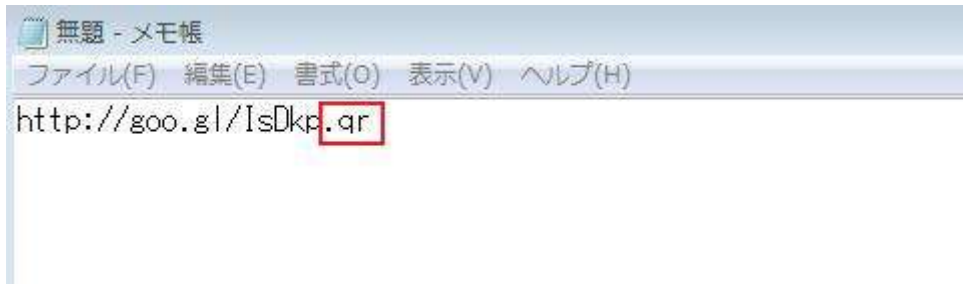 無題 - メモ帳
ファイル(F) 編集(E) 書式(O) 表示(V) ヘルプ(H)
http://goo.gl/IsDkp.qr